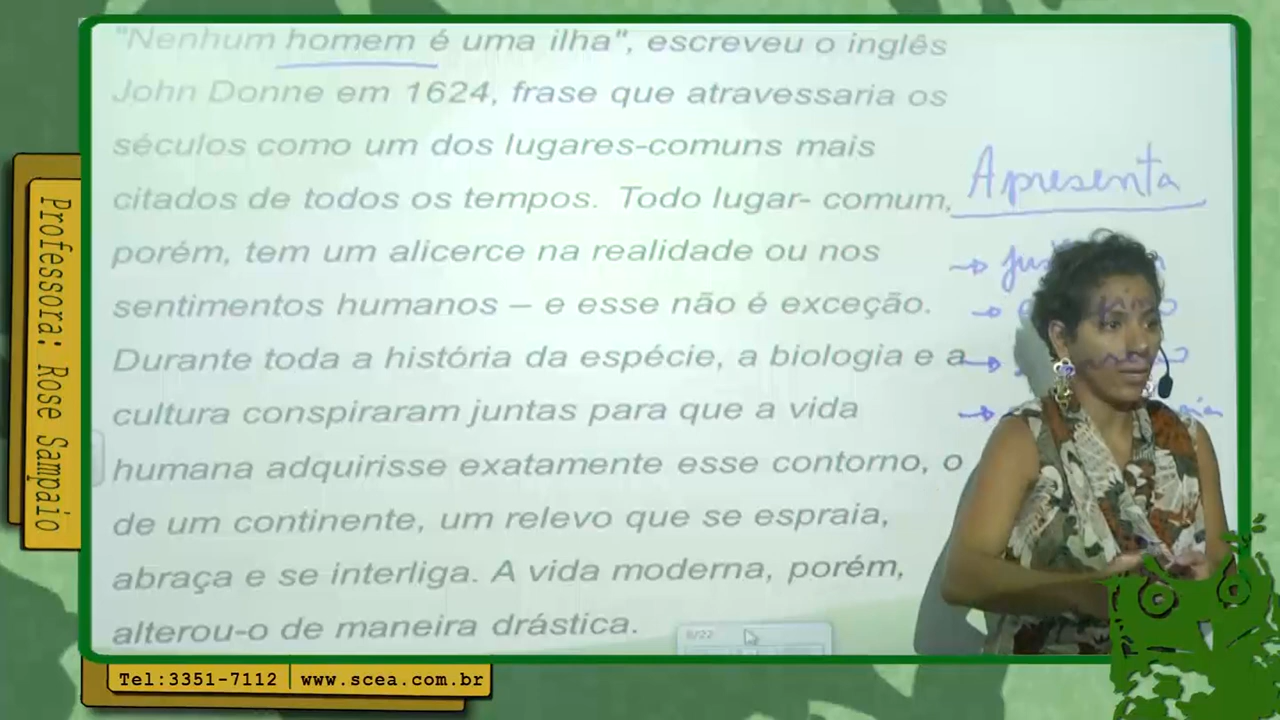 "Nenhum homem é uma ilha", escreveu o inglês
John Donne em 1624, frase que atravessaria os
séculos como um dos lugares-comuns mais
citados de todos os tempos. Todo lugar- comum,
porém, tem um alicerce na realidade ou nos
sentimentos humanos – e esse não é exceção.
Durante toda a história da espécie, a biologia e a
cultura conspiraram juntas para que a vida
humana adquirisse exatamente esse contorno, o
de um continente, um relevo que se espraia,
abraça e se interliga. A vida moderna, porém,
alterou-o de maneira drástica.
Apresenta
8/22
Professora: Rose Sampaio
Tel:3351-7112 | www.scea.com.br